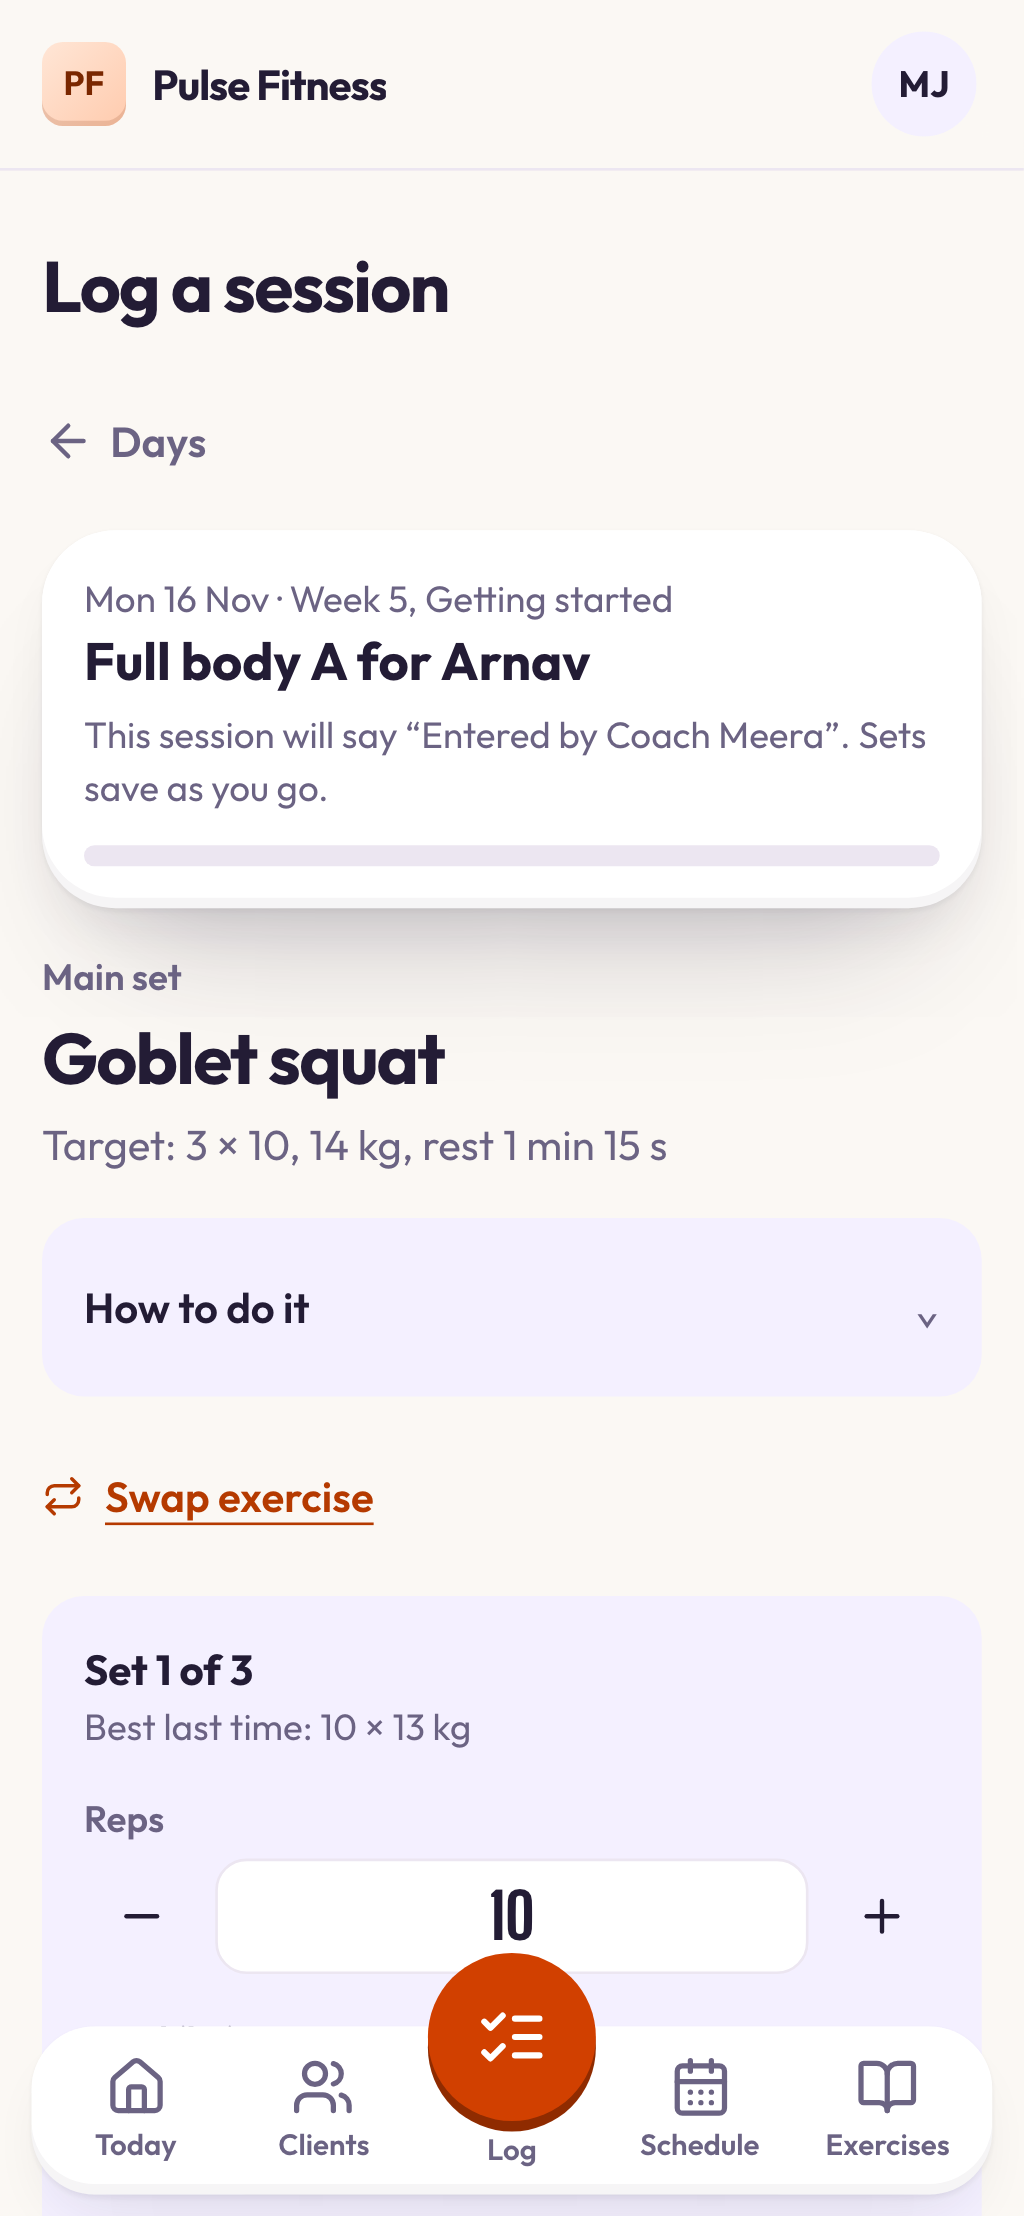 PF
Pulse Fitness
MJ
Log a session
Days
Mon 16 Nov · Week 5, Getting started
Full body A for Arnav
This session will say “Entered by Coach Meera”. Sets
save as you go.
Main set
Goblet squat
Target: 3 × 10, 14 kg, rest 1 min 15 s
How to do it
Swap exercise
Set 1 of 3
Best last time: 10 × 13 kg
Reps
10
Today
Clients
Log
Schedule
Exercises